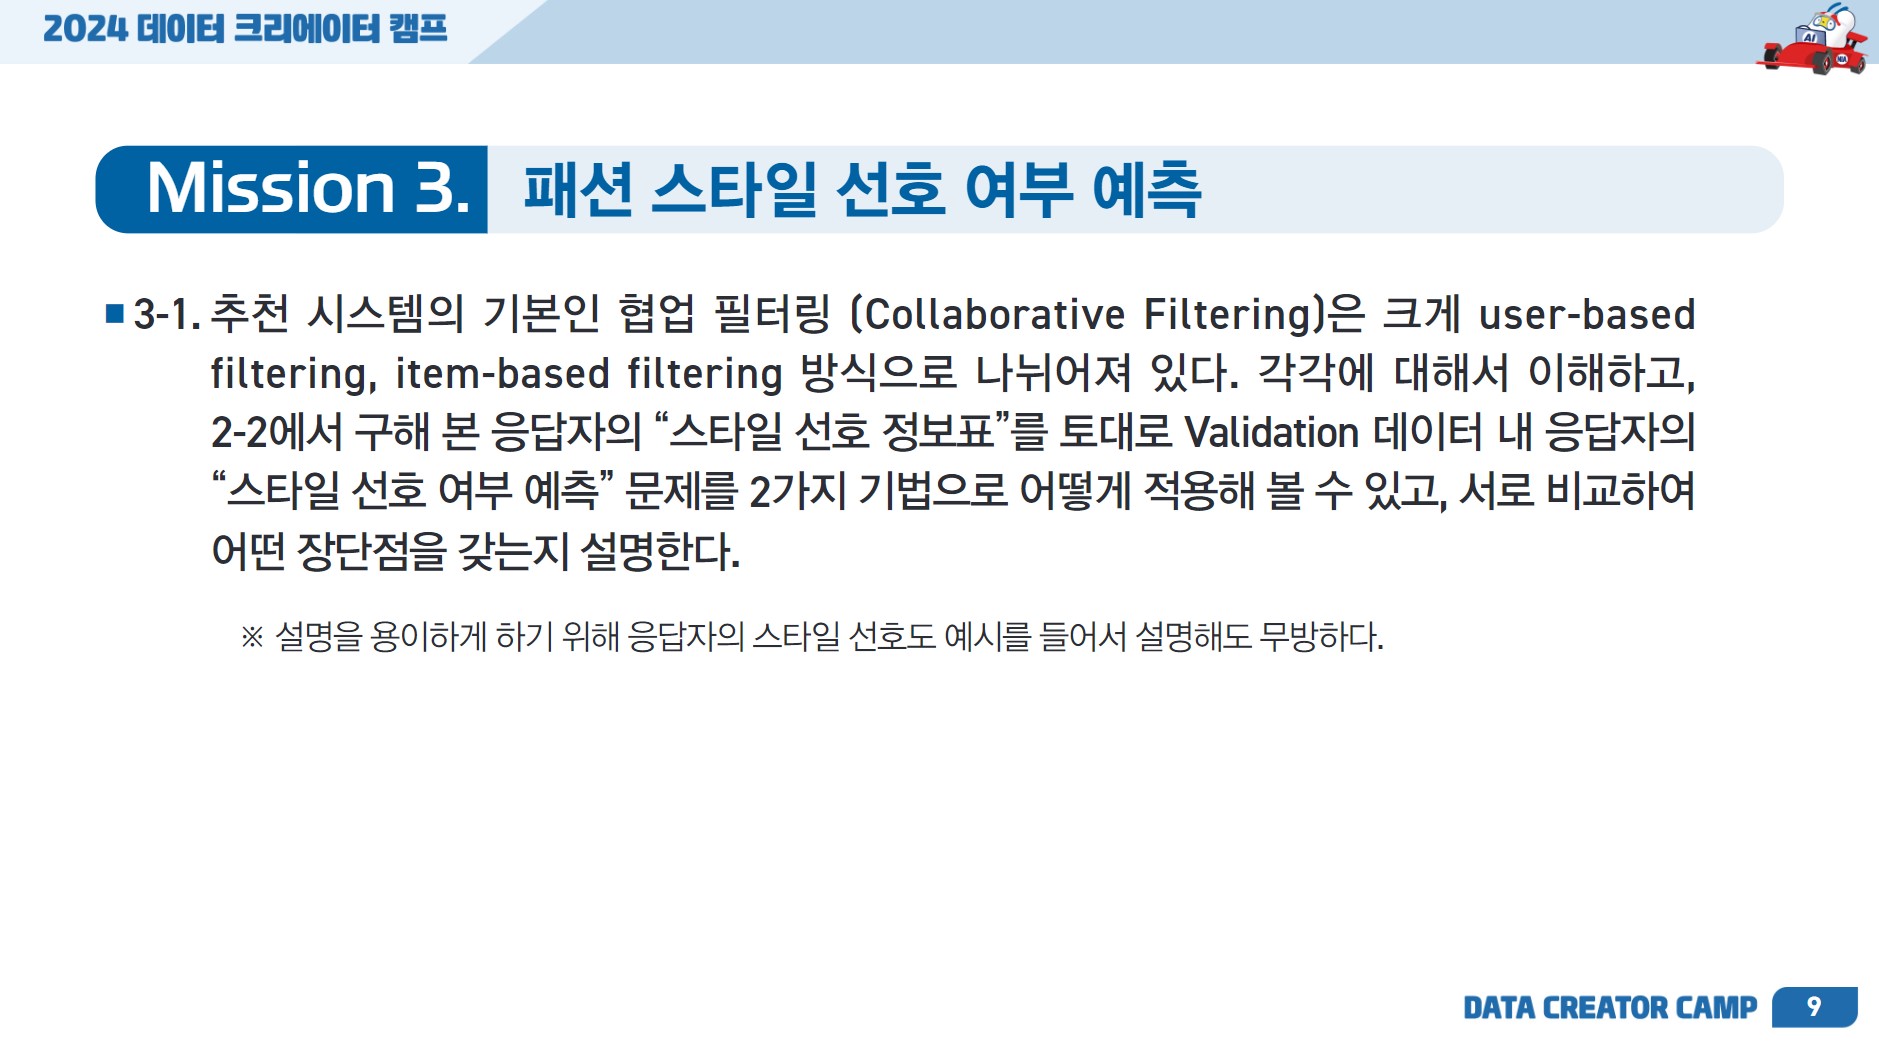 2024 데이터 크리에이터 캠프
AI
NIA
Mission 3. 패션 스타일 선호 여부 예측
■ 3-1. 추천 시스템의 기본인 협업 필터링 (Collaborative Filtering)은 크게 user-based
filtering, item-based filtering 방식으로 나뉘어져 있다. 각각에 대해서 이해하고,
2-2에서 구해 본 응답자의 “스타일 선호 정보표”를 토대로 Validation 데이터 내 응답자의
“스타일 선호 여부 예측” 문제를 2가지 기법으로 어떻게 적용해 볼 수 있고, 서로 비교하여
어떤 장단점을 갖는지 설명한다.
※ 설명을 용이하게 하기 위해 응답자의 스타일 선호도 예시를 들어서 설명해도 무방하다.
DATA CREATOR CAMP 9